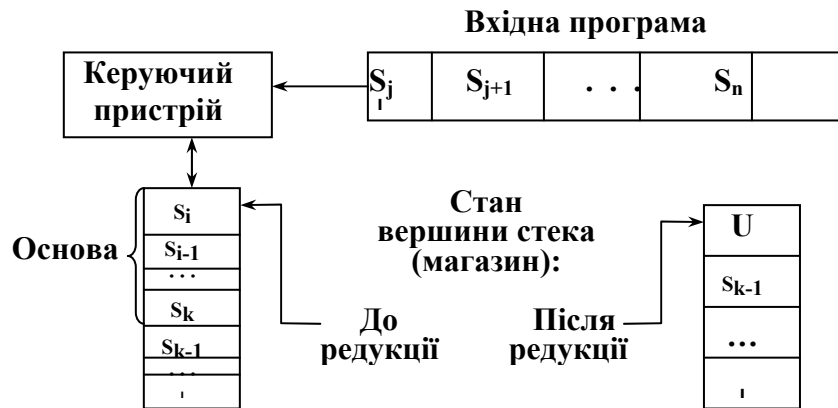 Вхідна програма
Керуючий
пристрій
Sj Sj+1 . . . Sn
Основа
Si
Si-1
...
Sk
Sk-1
...
Стан
вершини стека
(магазин):
До
редукції
Після
редукції
U
Sk-1
...